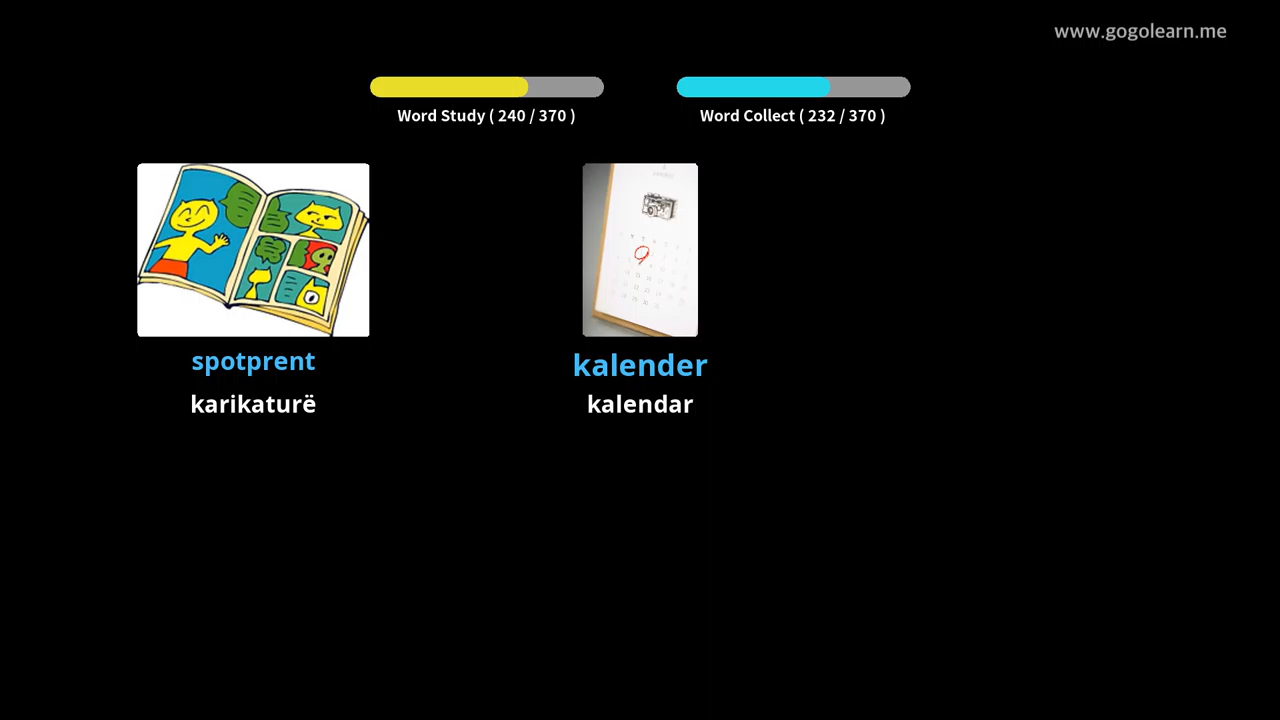 www.gogolearn.me
Word Study ( 240 / 370 )
Word Collect ( 232 / 370 )
spotprent
kalender
karikaturë
kalendar